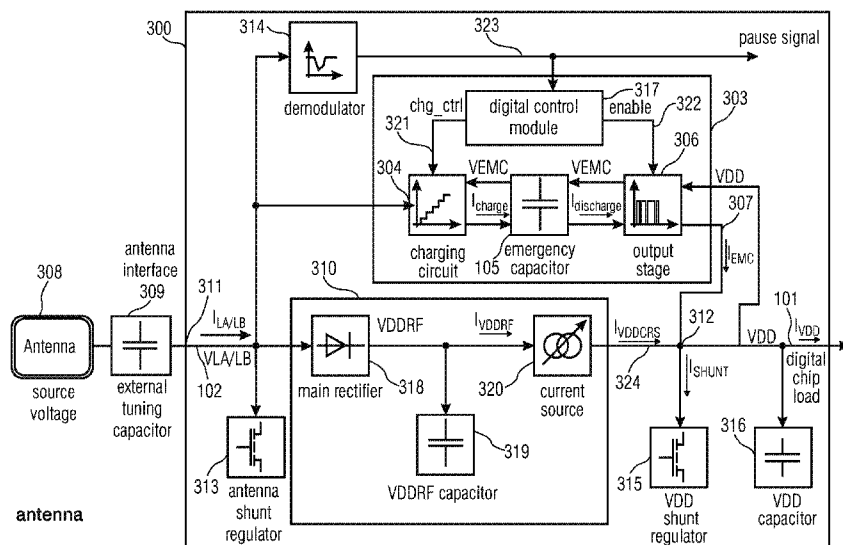 300
314
323
pause signal
demodulator
chg_ctrl
digital control
module
317
enable
303
322
321
306
304
VEMC
VEMC
VDD
Icharge
Idischarge
307
charging
circuit
105
emergency
capacitor
output
stage
IEMC
antenna
interface
308
309
311
310
ILA/LB
VDDRF
IVDDRF
IVDDCRS
312
101
IVDD
Antenna
VLA/LB
VDD
source
voltage
external
tuning
capacitor
102
main rectifier
318
320
current
source
324
ISHUNT
digital
chip
load
313
319
315
316
antenna
shunt
regulator
VDDRF capacitor
VDD
shunt
regulator
VDD
capacitor
antenna